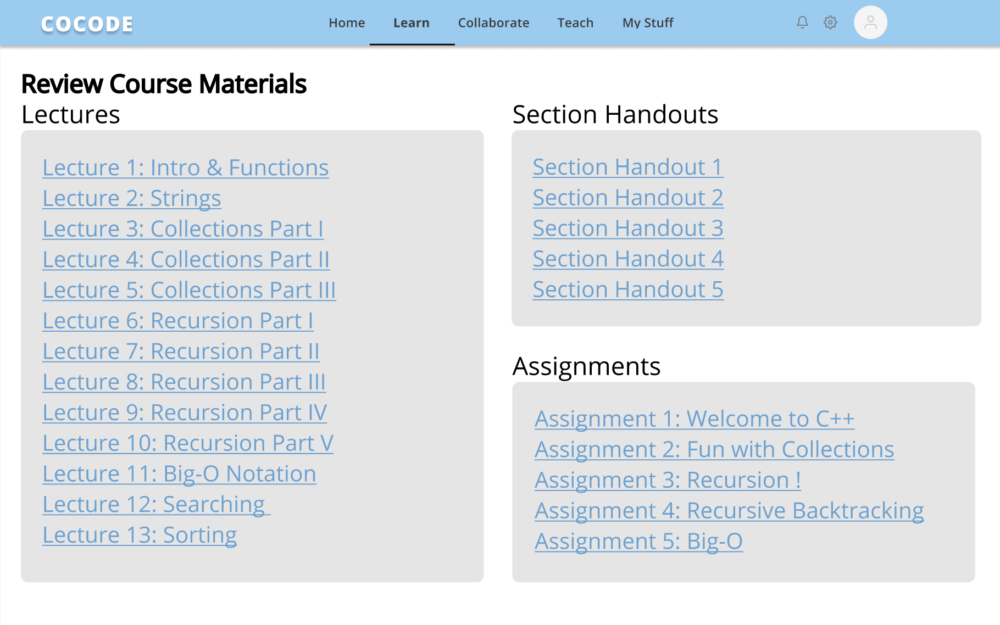 COCODE
Home Learn Collaborate Teach My Stuff
Review Course Materials
Lectures
Lecture 1: Intro & Functions
Lecture 2: Strings
Lecture 3: Collections Part I
Lecture 4: Collections Part II
Lecture 5: Collections Part III
Lecture 6: Recursion Part I
Lecture 7: Recursion Part II
Lecture 8: Recursion Part III
Lecture 9: Recursion Part IV
Lecture 10: Recursion Part V
Lecture 11: Big-O Notation
Lecture 12: Searching
Lecture 13: Sorting
Section Handouts
Section Handout 1
Section Handout 2
Section Handout 3
Section Handout 4
Section Handout 5
Assignments
Assignment 1: Welcome to C++
Assignment 2: Fun with Collections
Assignment 3: Recursion !
Assignment 4: Recursive Backtracking
Assignment 5: Big-O